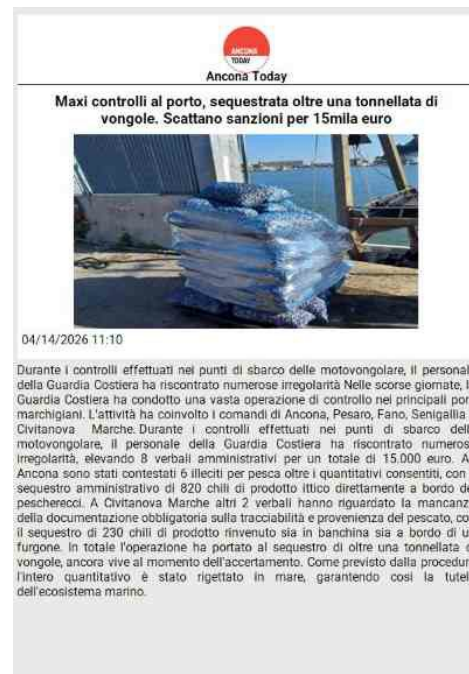 ANCONA
TODAY
Ancona Today
Maxi controlli al porto, sequestrata oltre una tonnellata di
vongole. Scattano sanzioni per 15mila euro
04/14/2026 11:10
Durante i controlli effettuati nei punti di sbarco delle motovongolare, il personal
della Guardia Costiera ha riscontrato numerose irregolarità Nelle scorse giornate, l
Guardia Costiera ha condotto una vasta operazione di controllo nei principali por
marchigiani. L'attività ha coinvolto i comandi di Ancona, Pesaro, Fano, Senigallia
Civitanova Marche. Durante i controlli effettuati nei punti di sbarco dell
motovongolare, il personale della Guardia Costiera ha riscontrato numeros
irregolarità, elevando 8 verbali amministrativi per un totale di 15.000 euro. A
Ancona sono stati contestati 6 illeciti per pesca oltre i quantitativi consentiti, con
sequestro amministrativo di 820 chili di prodotto ittico direttamente a bordo de
pescherecci. A Civitanova Marche altri 2 verbali hanno riguardato la mancanz
della documentazione obbligatoria sulla tracciabilità e provenienza del pescato, co
il sequestro di 230 chili di prodotto rinvenuto sia in banchina sia a bordo di u
furgone. In totale l'operazione ha portato al sequestro di oltre una tonnellata d
vongole, ancora vive al momento dell'accertamento. Come previsto dalla procedur
l'intero quantitativo è stato rigettato in mare, garantendo così la tutel
dell'ecosistema marino.